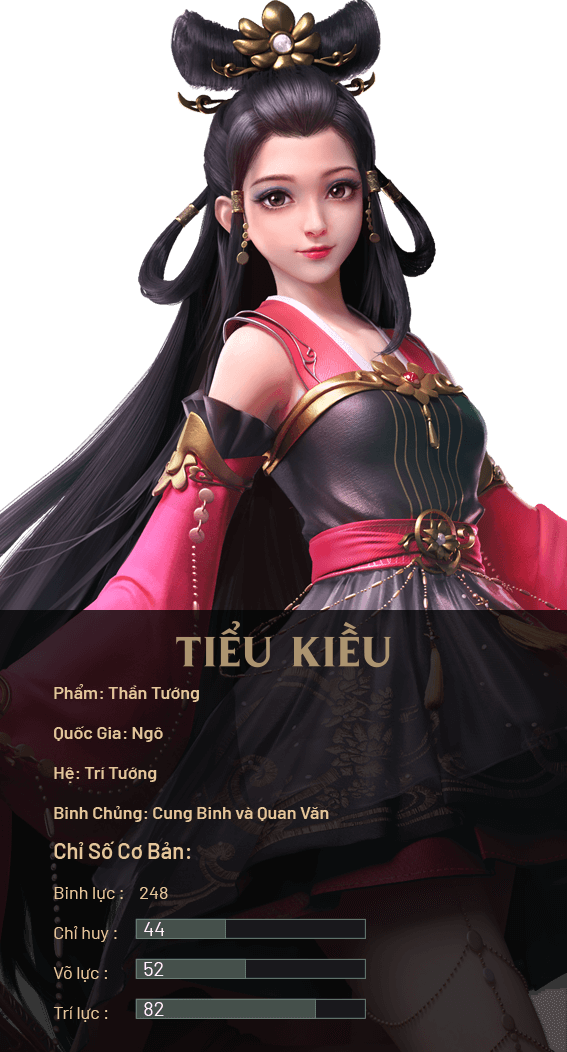 TIỂU KIỀU
Phẩm: Thần Tướng
Quốc Gia: Ngô
Hệ: Trí Tướng
Binh Chủng: Cung Binh và Quan Văn
Chỉ Số Cơ Bản:
Binh lực : 248
Chỉ huy : 44
Võ lực : 52
Trí lực : 82